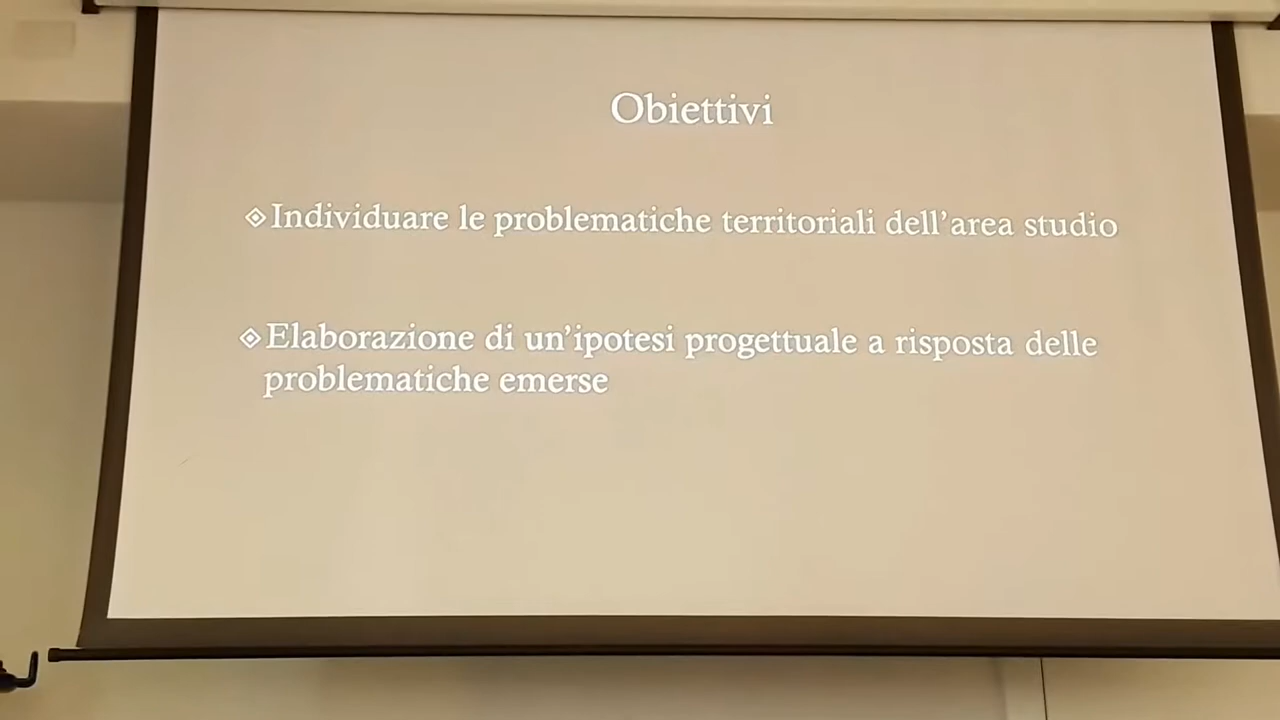 Obiettivi
Individuare le problematiche territoriali dell’area studio
Elaborazione di un’ipotesi progettuale a risposta delle
problematiche emerse